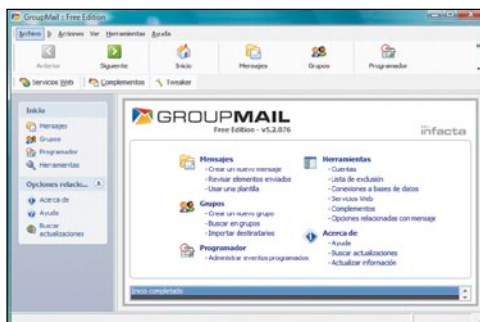 GroupMail :: Free Edition
Archivo Ir Acciones Ver Herramientas Ayuda
Anterior Siguiente Inicio Mensajes Grupos Programador
Servicios Web Complementos Tweaker
Inicio
Mensajes
Grupos
Programador
Herramientas
Opciones relacio...
Acerca de
Ayuda
Buscar
actualizaciones
GROUPMAIL
Free Edition - v5.2.076
infacta
Mensajes
-Crear un nuevo mensaje
-Revisar elementos enviados
-Usar una plantilla
Grupos
-Crear un nuevo grupo
-Buscar en grupos
-Importar destinatarios
Programador
-Administrar eventos programados
Herramientas
-Cuentas
-Lista de exclusión
-Conexiones a bases de datos
-Servicios Web
-Complementos
-Opciones relacionadas con mensaje
Acerca de
-Ayuda
-Buscar actualizaciones
-Actualizar información
Inicio completado